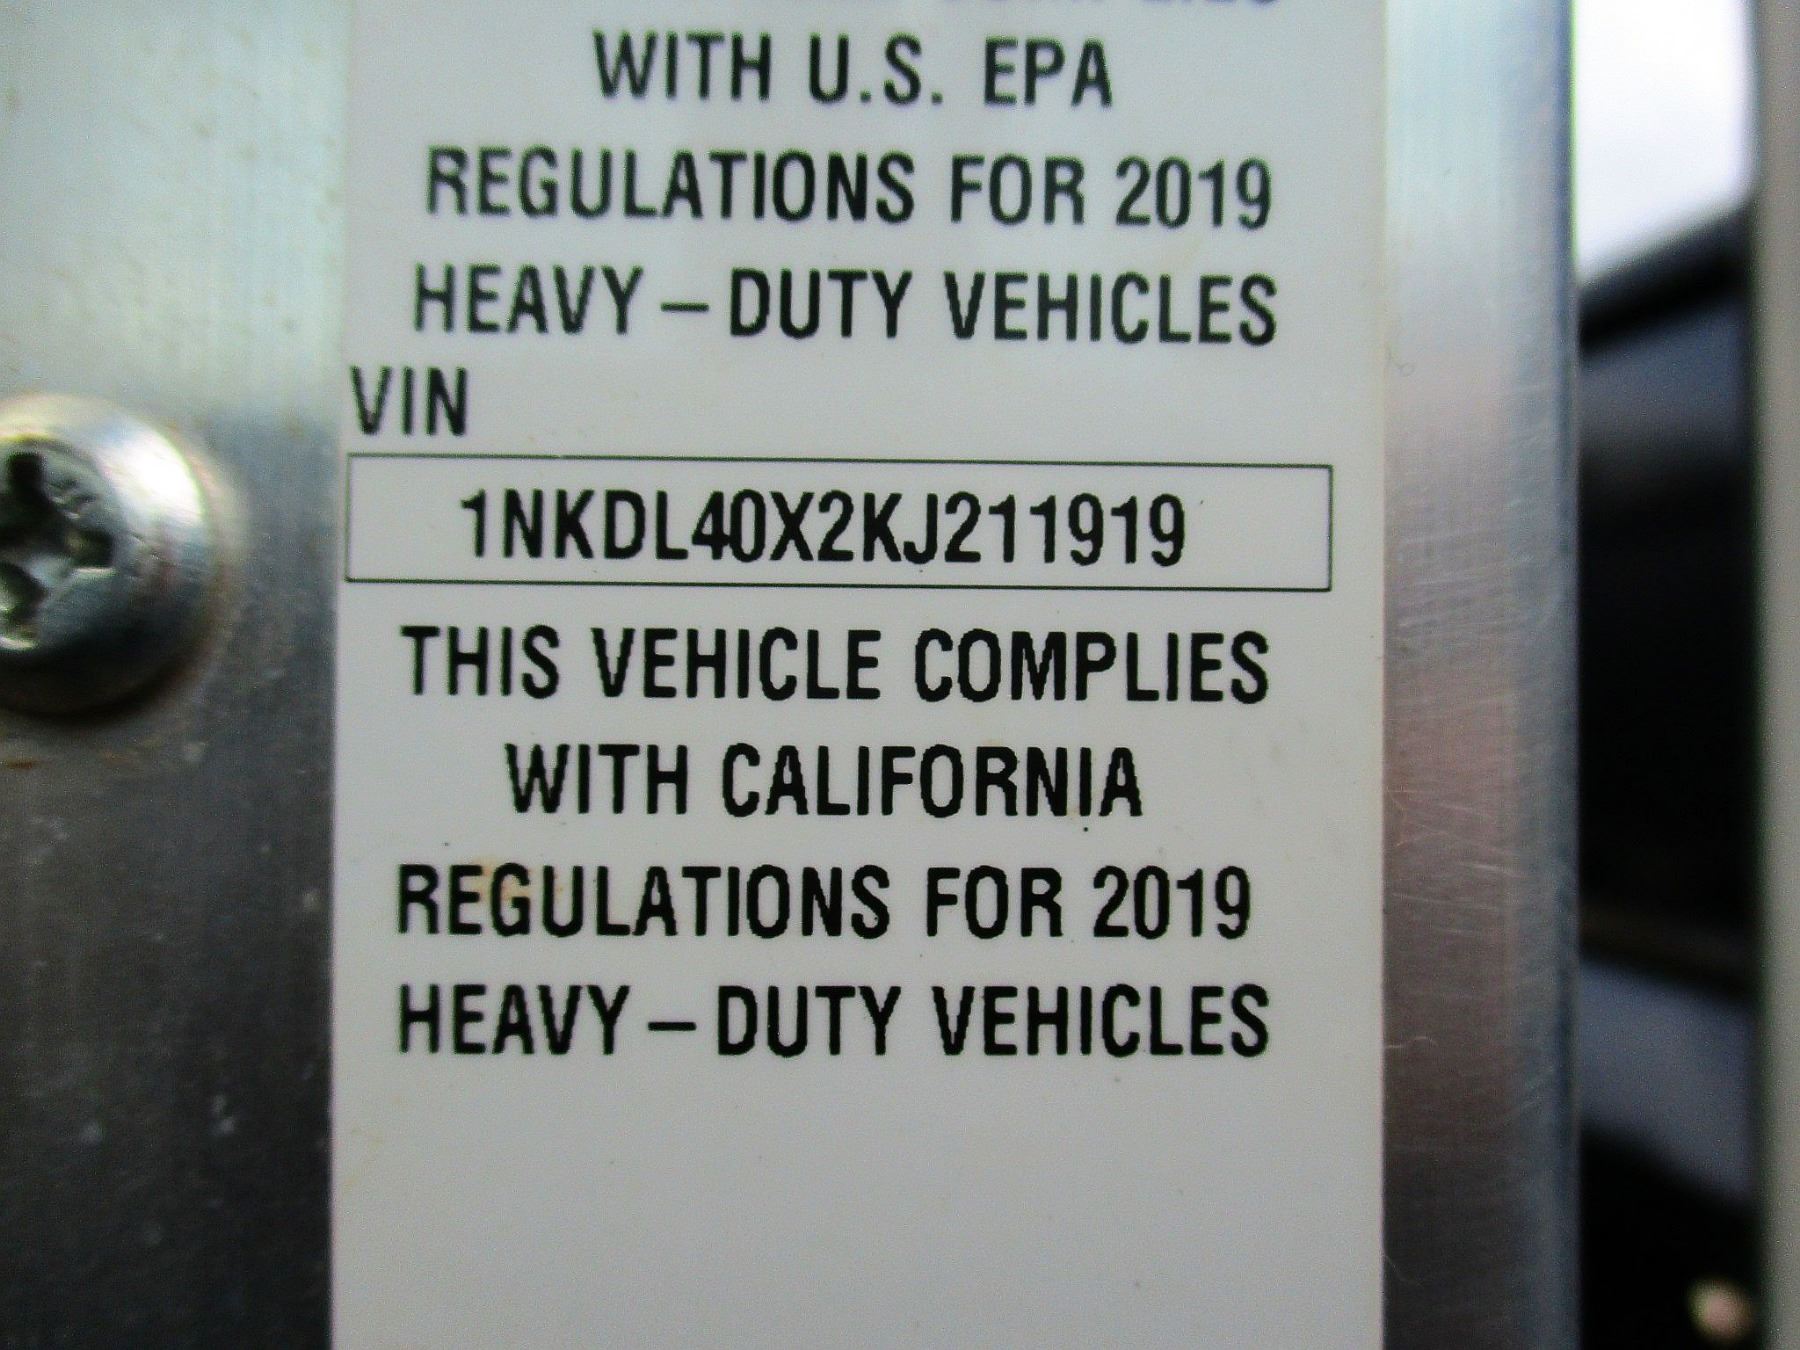 WITH U.S. EPA
REGULATIONS FOR 2019
HEAVY – DUTY VEHICLES
VIN
1NKDL40X2KJ211919
THIS VEHICLE COMPLIES
WITH CALIFORNIA
REGULATIONS FOR 2019
HEAVY – DUTY VEHICLES